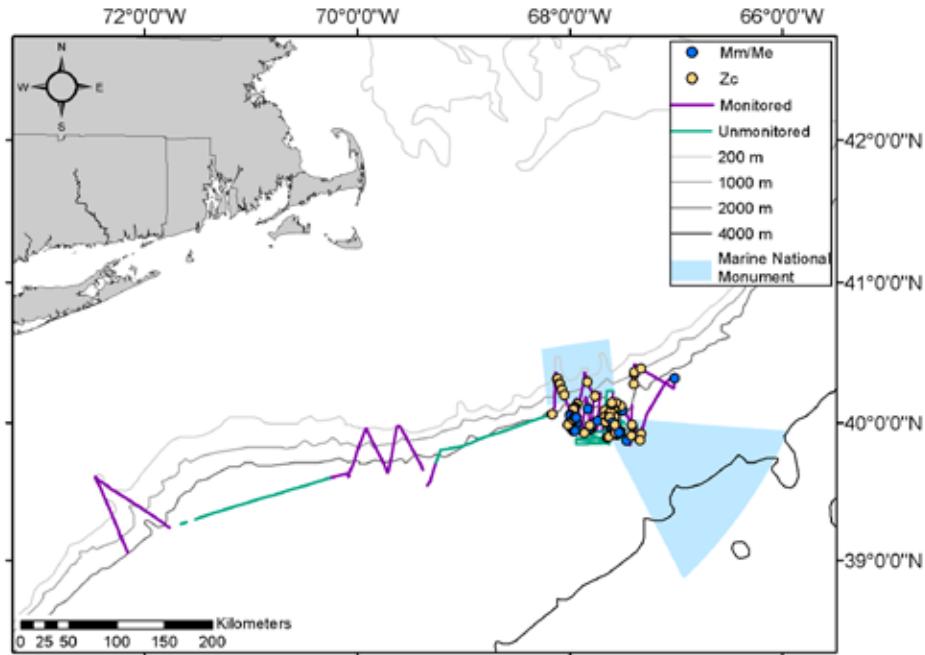 72°0'0"W 70°0'0"W 68°0'0"W 66°0'0"W
N
W E
S
Mm/Me
Zc
Monitored
Unmonitored
200 m
1000 m
2000 m
4000 m
Marine National
Monument
42°0'0"N
41°0'0"N
40°0'0"N
39°0'0"N
Kilometers
0 25 50 100 150 200